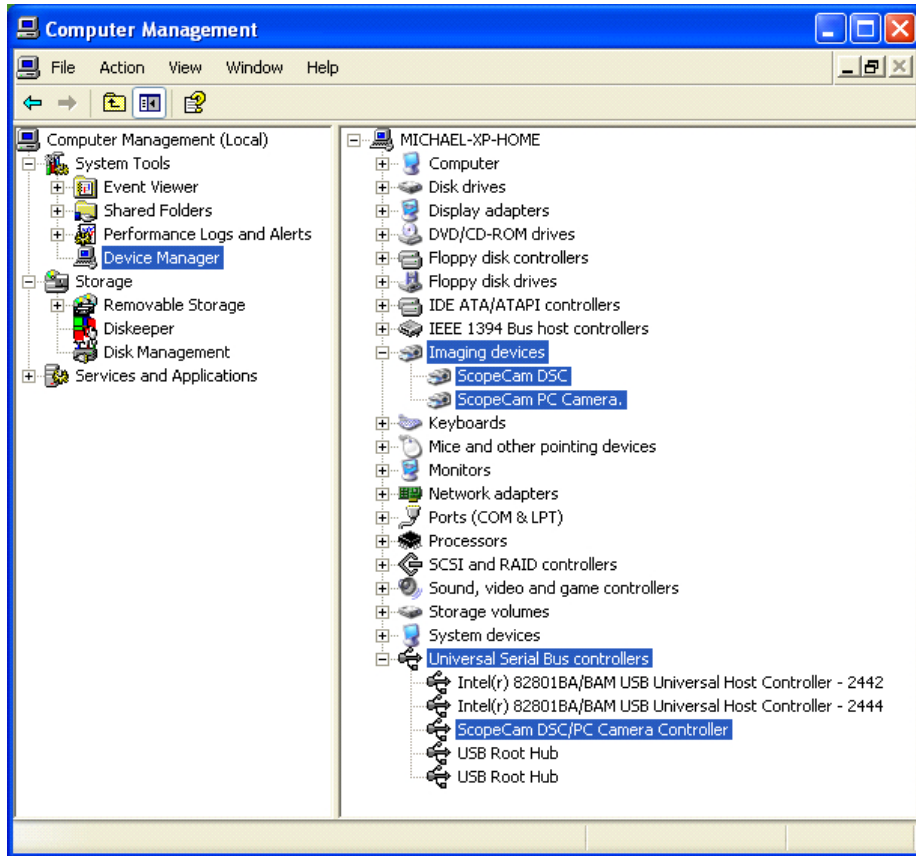 Computer Management
File Action View Window Help
Computer Management (Local)
System Tools
Event Viewer
Shared Folders
Performance Logs and Alerts
Device Manager
Storage
Removable Storage
Diskeeper
Disk Management
Services and Applications
MICHAEL-XP-HOME
Computer
Disk drives
Display adapters
DVD/CD-ROM drives
Floppy disk controllers
Floppy disk drives
IDE ATA/ATAPI controllers
IEEE 1394 Bus host controllers
Imaging devices
ScopeCam DSC
ScopeCam PC Camera.
Keyboards
Mice and other pointing devices
Monitors
Network adapters
Ports (COM & LPT)
Processors
SCSI and RAID controllers
Sound, video and game controllers
Storage volumes
System devices
Universal Serial Bus controllers
Intel(r) 82801BA/BAM USB Universal Host Controller - 2442
Intel(r) 82801BA/BAM USB Universal Host Controller - 2444
ScopeCam DSC/PC Camera Controller
USB Root Hub
USB Root Hub